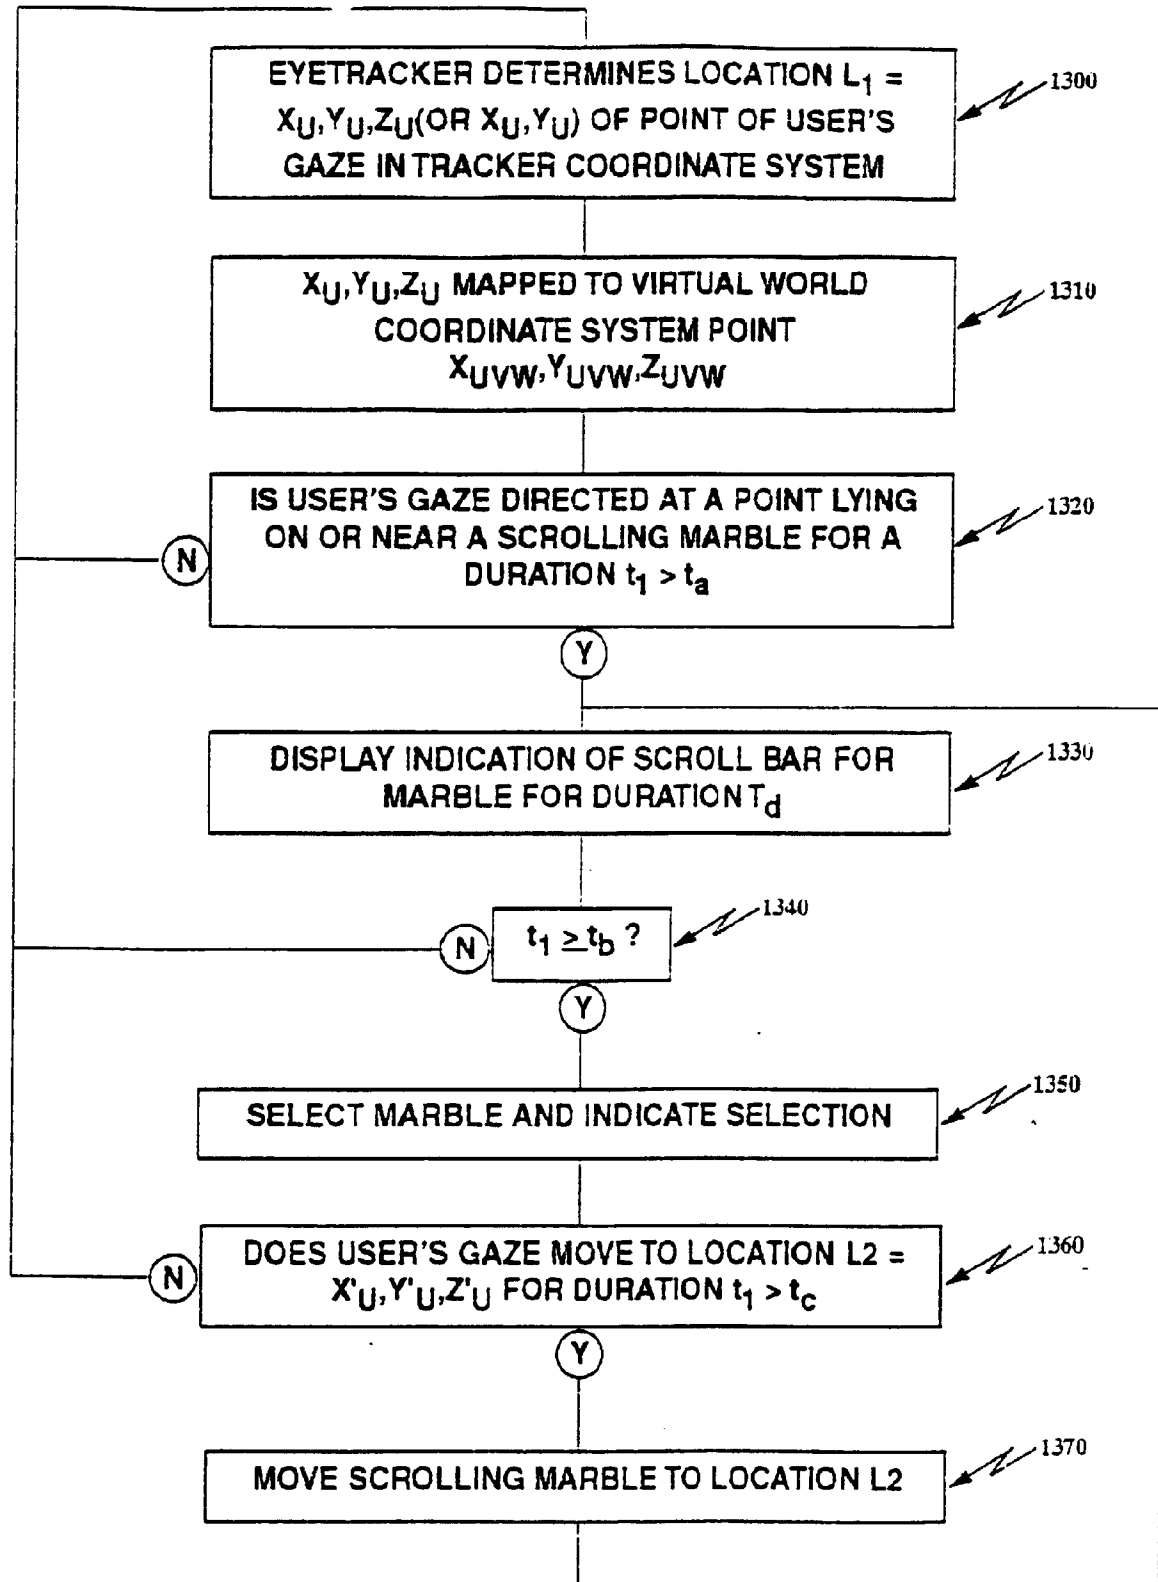 EYETRACKER DETERMINES LOCATION L1 =
XU,YU,ZU(OR XU,YU) OF POINT OF USER'S
GAZE IN TRACKER COORDINATE SYSTEM
1300
XU,YU,ZU MAPPED TO VIRTUAL WORLD
COORDINATE SYSTEM POINT
XUVW,YUVW,ZUVW
1310
IS USER'S GAZE DIRECTED AT A POINT LYING
ON OR NEAR A SCROLLING MARBLE FOR A
DURATION t1 > ta
1320
N
Y
DISPLAY INDICATION OF SCROLL BAR FOR
MARBLE FOR DURATION Td
1330
t1 ≥ tb ?
1340
N
Y
SELECT MARBLE AND INDICATE SELECTION
1350
DOES USER'S GAZE MOVE TO LOCATION L2 =
X'U,Y'U,Z'U FOR DURATION t1 > tc
1360
N
Y
MOVE SCROLLING MARBLE TO LOCATION L2
1370